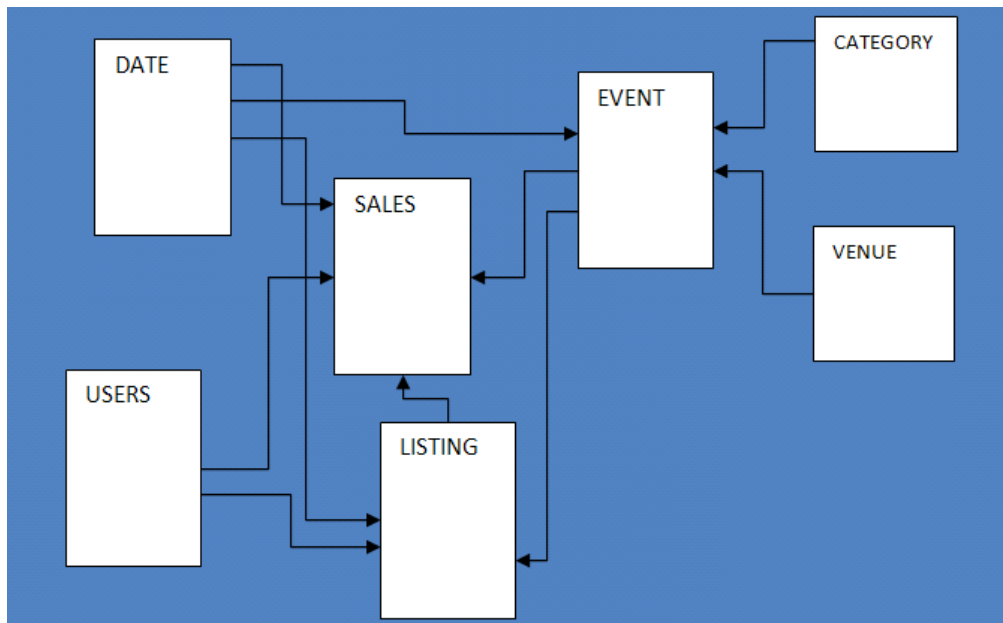 DATE
CATEGORY
EVENT
SALES
VENUE
USERS
LISTING